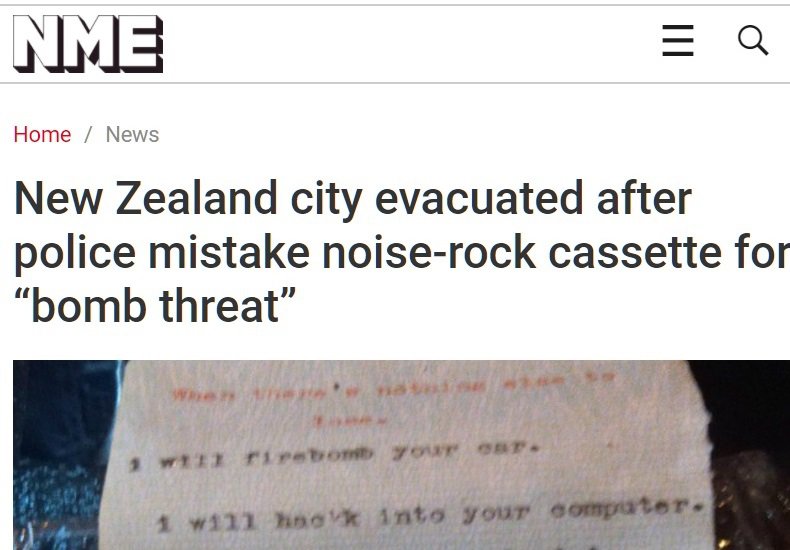 NME
Home / News
New Zealand city evacuated after
police mistake noise-rock cassette for
“bomb threat”
When there's nothing else to
lose.
i will firebomb your car.
i will hac'k into your computer.